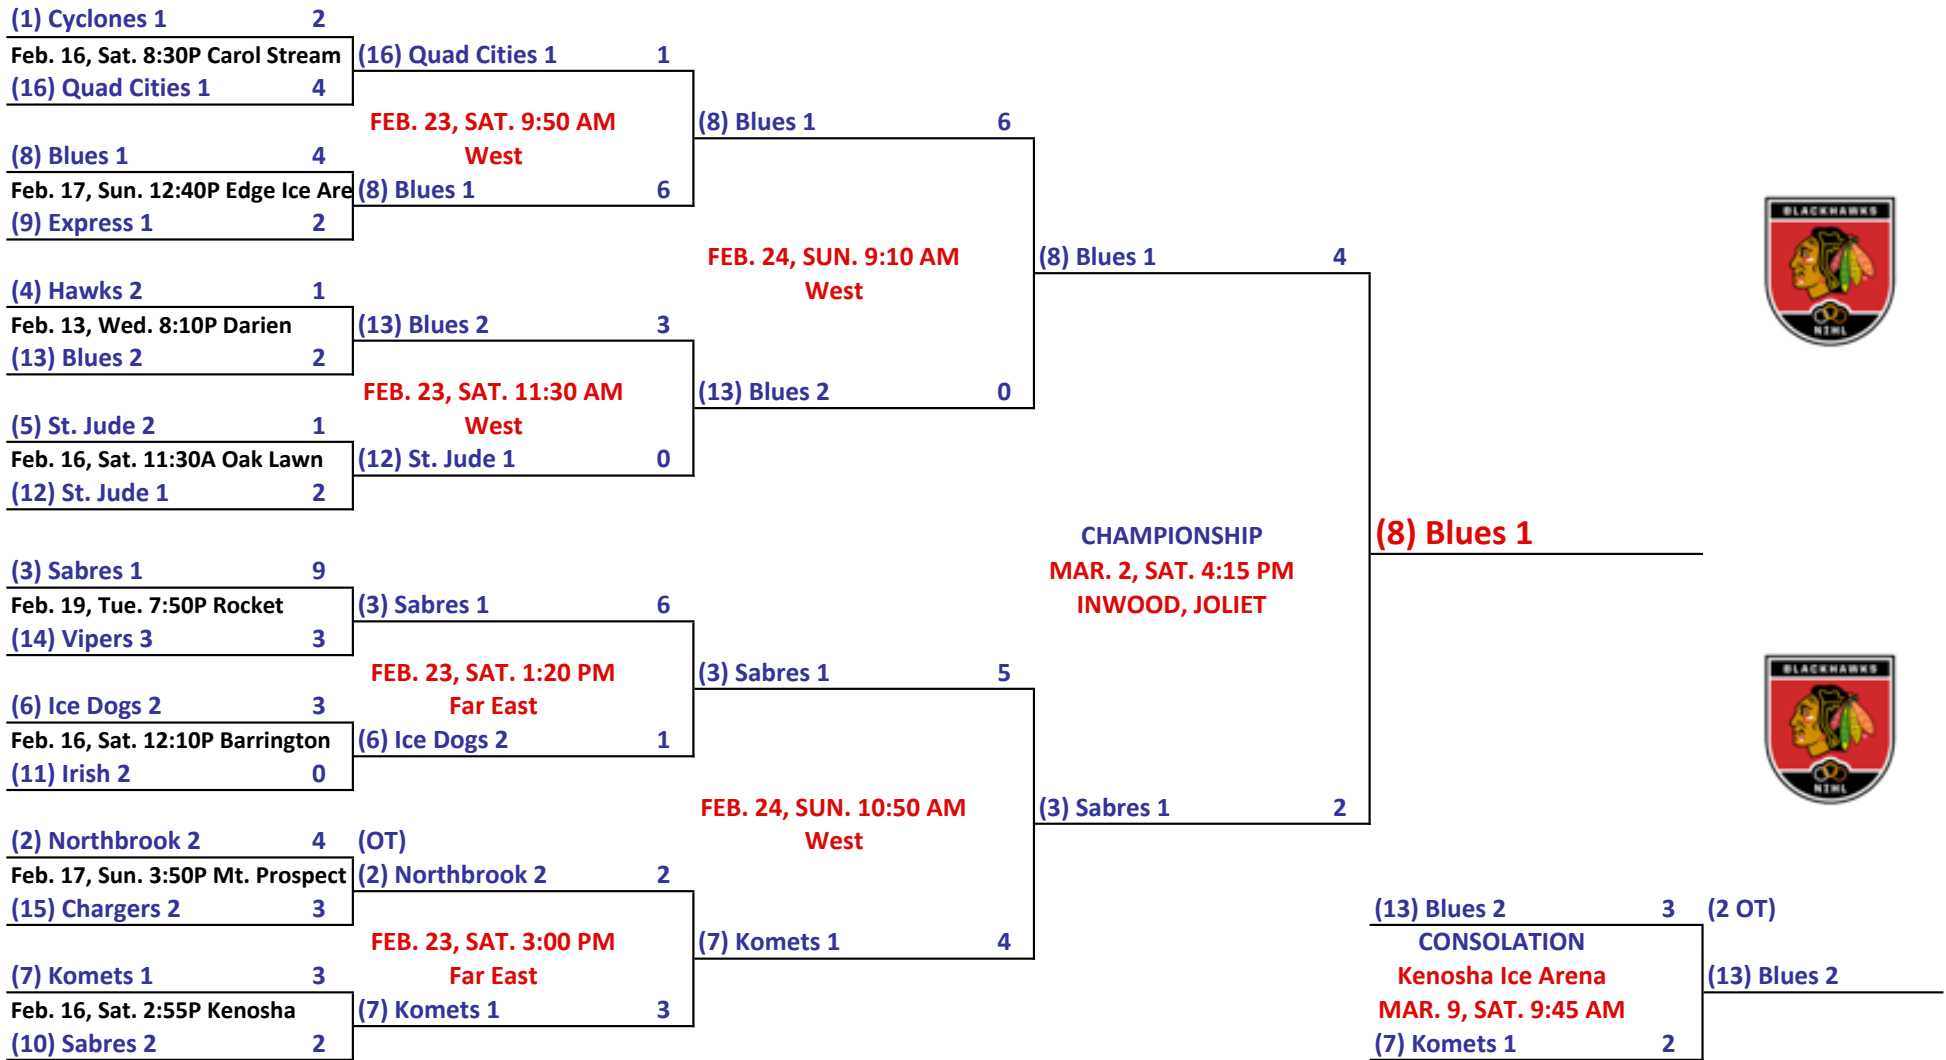 (1) Cyclones 1 2
Feb. 16, Sat. 8:30P Carol Stream
(16) Quad Cities 1 4
(8) Blues 1 4
Feb. 17, Sun. 12:40P Edge Ice Are
(9) Express 1 2
(4) Hawks 2 1
Feb. 13, Wed. 8:10P Darien
(13) Blues 2 2
(5) St. Jude 2 1
Feb. 16, Sat. 11:30A Oak Lawn
(12) St. Jude 1 2
(3) Sabres 1 9
Feb. 19, Tue. 7:50P Rocket
(14) Vipers 3 3
(6) Ice Dogs 2 3
Feb. 16, Sat. 12:10P Barrington
(11) Irish 2 0
(2) Northbrook 2 4 (OT)
Feb. 17, Sun. 3:50P Mt. Prospect
(15) Chargers 2 3
(7) Komets 1 3
Feb. 16, Sat. 2:55P Kenosha
(10) Sabres 2 2
(16) Quad Cities 1 1
FEB. 23, SAT. 9:50 AM
West
(8) Blues 1 6
(13) Blues 2 3
FEB. 23, SAT. 11:30 AM
West
(12) St. Jude 1 0
(3) Sabres 1 6
FEB. 23, SAT. 1:20 PM
Far East
(6) Ice Dogs 2 1
(2) Northbrook 2 2
FEB. 23, SAT. 3:00 PM
Far East
(7) Komets 1 3
(8) Blues 1 6
FEB. 24, SUN. 9:10 AM
West
(13) Blues 2 0
(3) Sabres 1 5
FEB. 24, SUN. 10:50 AM
West
(7) Komets 1 4
(8) Blues 1 4
CHAMPIONSHIP
MAR. 2, SAT. 4:15 PM
INWOOD, JOLIET
(3) Sabres 1 2
(8) Blues 1
BLACKHAWKS
NIHL
BLACKHAWKS
NIHL
(13) Blues 2 3 (2 OT)
CONSOLATION
Kenosha Ice Arena
MAR. 9, SAT. 9:45 AM
(7) Komets 1 2
(13) Blues 2